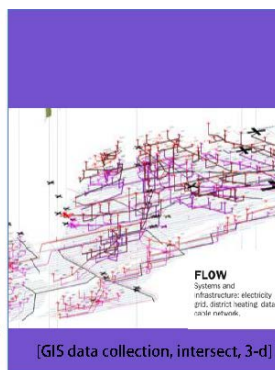 FLOW
Systems and
infrastructure: electricity
grid, district heating, data
cable network.
[GIS data collection, intersect, 3-d]